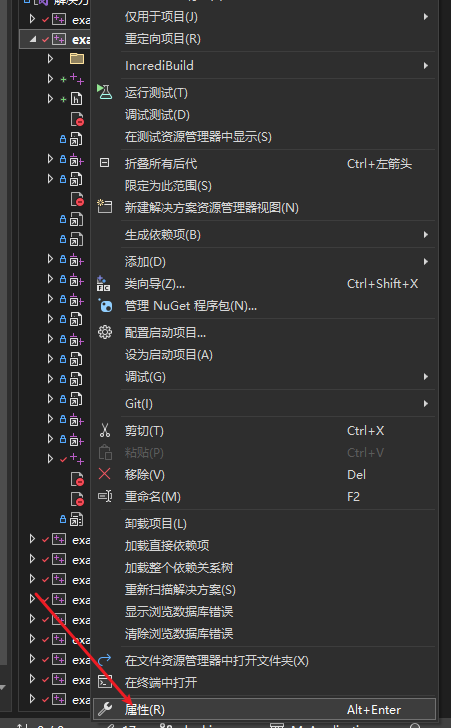 解决方
exa
仅用于项目(J)
exa
重定向项目(R)
IncrediBuild
运行测试(T)
调试测试(D)
在测试资源管理器中显示(S)
折叠所有后代 Ctrl+左箭头
限定为此范围(S)
新建解决方案资源管理器视图(N)
生成依赖项(B)
添加(D)
类向导(Z)... Ctrl+Shift+X
管理 NuGet 程序包(N)...
配置启动项目...
设为启动项目(A)
调试(G)
Git(I)
剪切(T) Ctrl+X
粘贴(P) Ctrl+V
移除(V) Del
重命名(M) F2
卸载项目(L)
exa
加载直接依赖项
exa
加载整个依赖关系树
exa
重新扫描解决方案(S)
exa
显示浏览数据库错误
exa
清除浏览数据库错误
exa
在文件资源管理器中打开文件夹(X)
exa
在终端中打开
exa
属性(R) Alt+Enter